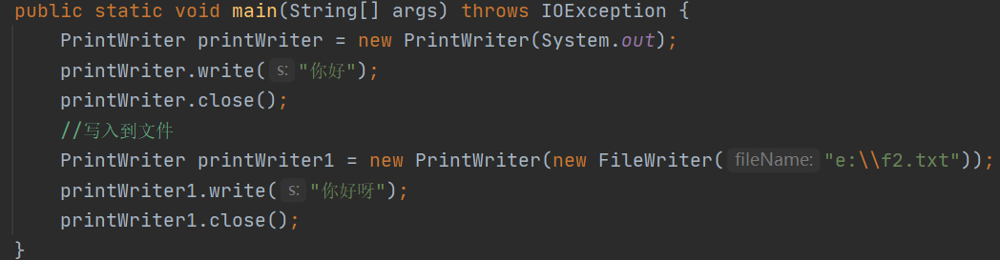 public static void main(String[] args) throws IOException {
    PrintWriter printWriter = new PrintWriter(System.out);
    printWriter.write( s: "你好");
    printWriter.close();
    //写入到文件
    PrintWriter printWriter1 = new PrintWriter(new FileWriter( fileName: "e:\\f2.txt"));
    printWriter1.write( s: "你好呀");
    printWriter1.close();
}